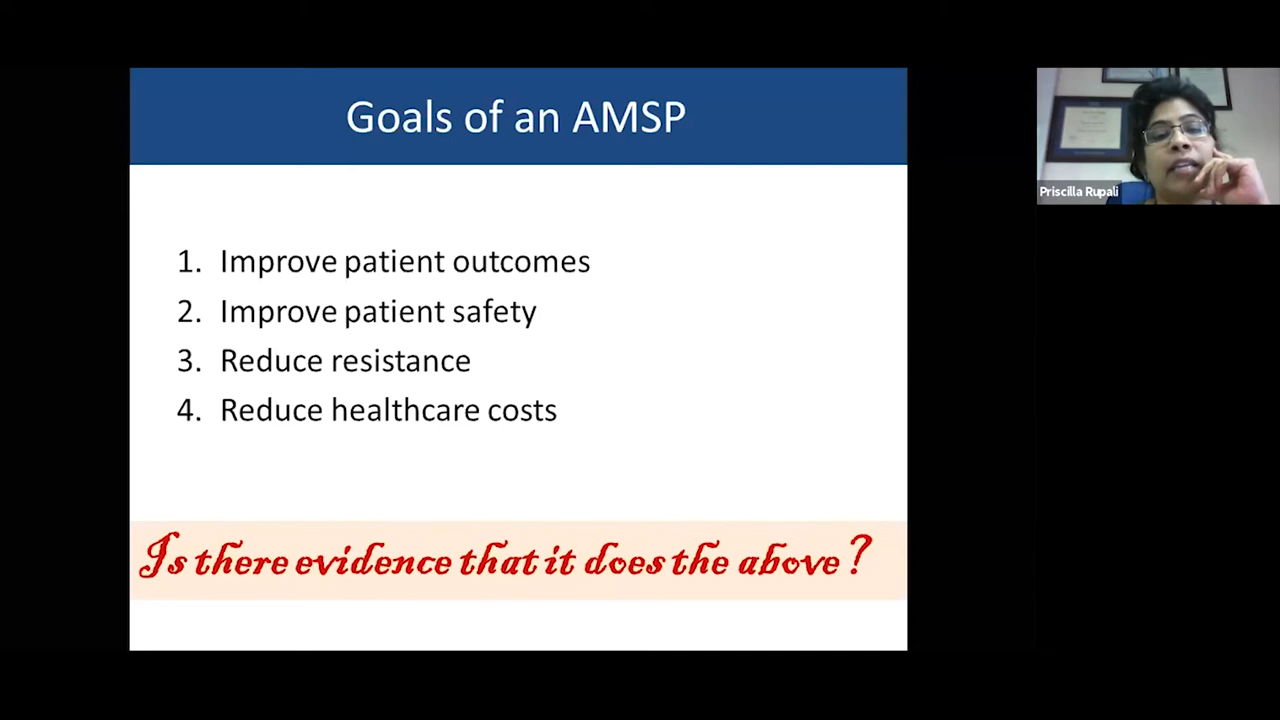 Goals of an AMSP
Priscilla Rupali
1. Improve patient outcomes
2. Improve patient safety
3. Reduce resistance
4. Reduce healthcare costs
Is there evidence that it does the above?